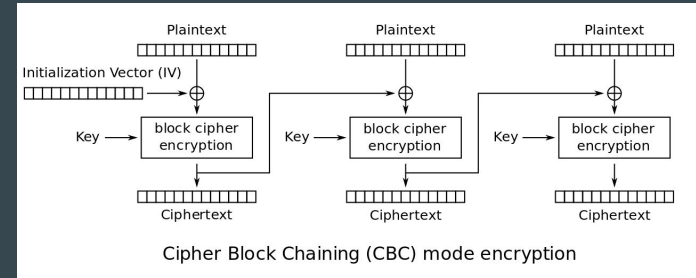 Plaintext
Plaintext
Plaintext
Initialization Vector (IV)
Key
block cipher
encryption
Key
block cipher
encryption
Key
block cipher
encryption
Ciphertext
Ciphertext
Ciphertext
Cipher Block Chaining (CBC) mode encryption